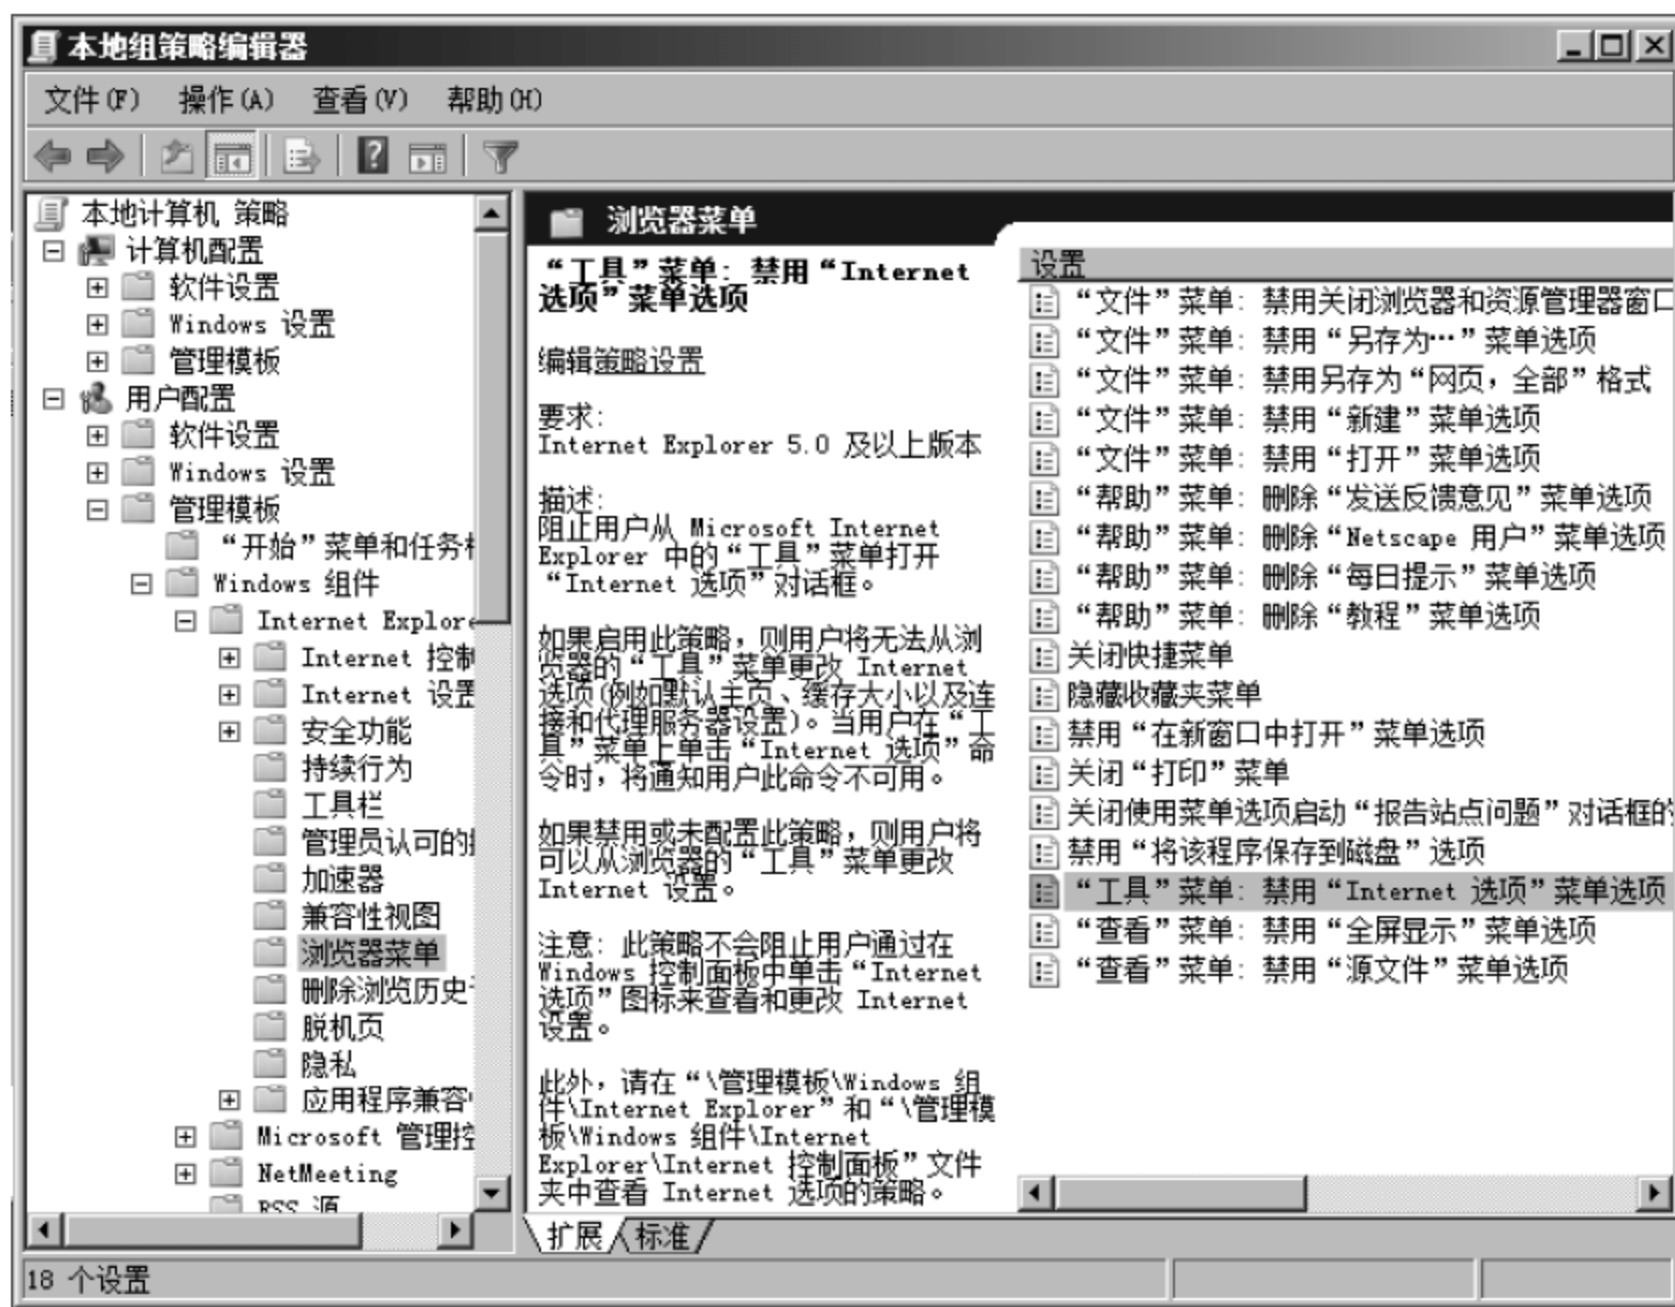 本地组策略编辑器
文件(F) 操作(A) 查看(V) 帮助(H)
本地计算机 策略
计算机配置
软件设置
Windows 设置
管理模板
用户配置
软件设置
Windows 设置
管理模板
“开始”菜单和任务
Windows 组件
Internet Explore
Internet 控制
Internet 设置
安全功能
持续行为
工具栏
管理员认可的
加速器
兼容性视图
浏览器菜单
删除浏览历史
脱机页
隐私
应用程序兼容
Microsoft 管理控
NetMeeting
RSS 源
浏览器菜单
“工具”菜单: 禁用“Internet
选项”菜单选项
编辑策略设置
要求:
Internet Explorer 5.0 及以上版本
描述:
阻止用户从 Microsoft Internet
Explorer 中的“工具”菜单打开
“Internet 选项”对话框。
如果启用此策略，则用户将无法从浏
览器的“工具”菜单更改 Internet
选项(例如默认主页、缓存大小以及连
接和代理服务器设置)。当用户在“工
具”菜单上单击“Internet 选项”命
令时，将通知用户此命令不可用。
如果禁用或未配置此策略，则用户将
可以从浏览器的“工具”菜单更改
Internet 设置。
注意: 此策略不会阻止用户通过在
Windows 控制面板中单击“Internet
选项”图标来查看和更改 Internet
设置。
此外，请在“\管理模板\Windows 组
件\Internet Explorer”和“\管理模
板\Windows 组件\Internet
Explorer\Internet 控制面板”文件
夹中查看 Internet 选项的策略。
设置
“文件”菜单: 禁用关闭浏览器和资源管理器窗口
“文件”菜单: 禁用“另存为…”菜单选项
“文件”菜单: 禁用另存为“网页，全部”格式
“文件”菜单: 禁用“新建”菜单选项
“文件”菜单: 禁用“打开”菜单选项
“帮助”菜单: 删除“发送反馈意见”菜单选项
“帮助”菜单: 删除“Netscape 用户”菜单选项
“帮助”菜单: 删除“每日提示”菜单选项
“帮助”菜单: 删除“教程”菜单选项
关闭快捷菜单
隐藏收藏夹菜单
禁用“在新窗口中打开”菜单选项
关闭“打印”菜单
关闭使用菜单选项启动“报告站点问题”对话框的
禁用“将该程序保存到磁盘”选项
“工具”菜单: 禁用“Internet 选项”菜单选项
“查看”菜单: 禁用“全屏显示”菜单选项
“查看”菜单: 禁用“源文件”菜单选项
扩展 标准
18 个设置